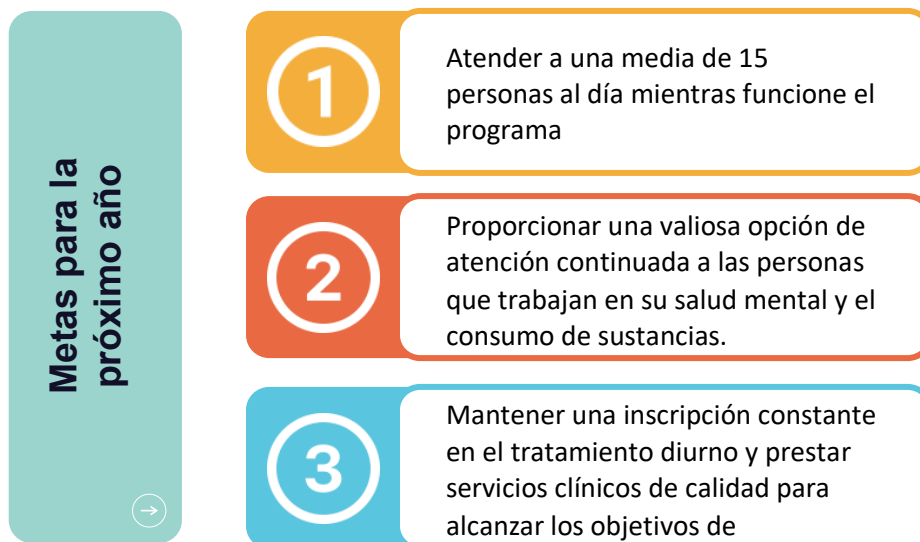 Metas para la
próximo año
1
Atender a una media de 15
personas al día mientras funcione el
programa
2
Proporcionar una valiosa opción de
atención continuada a las personas
que trabajan en su salud mental y el
consumo de sustancias.
3
Mantener una inscripción constante
en el tratamiento diurno y prestar
servicios clínicos de calidad para
alcanzar los objetivos de